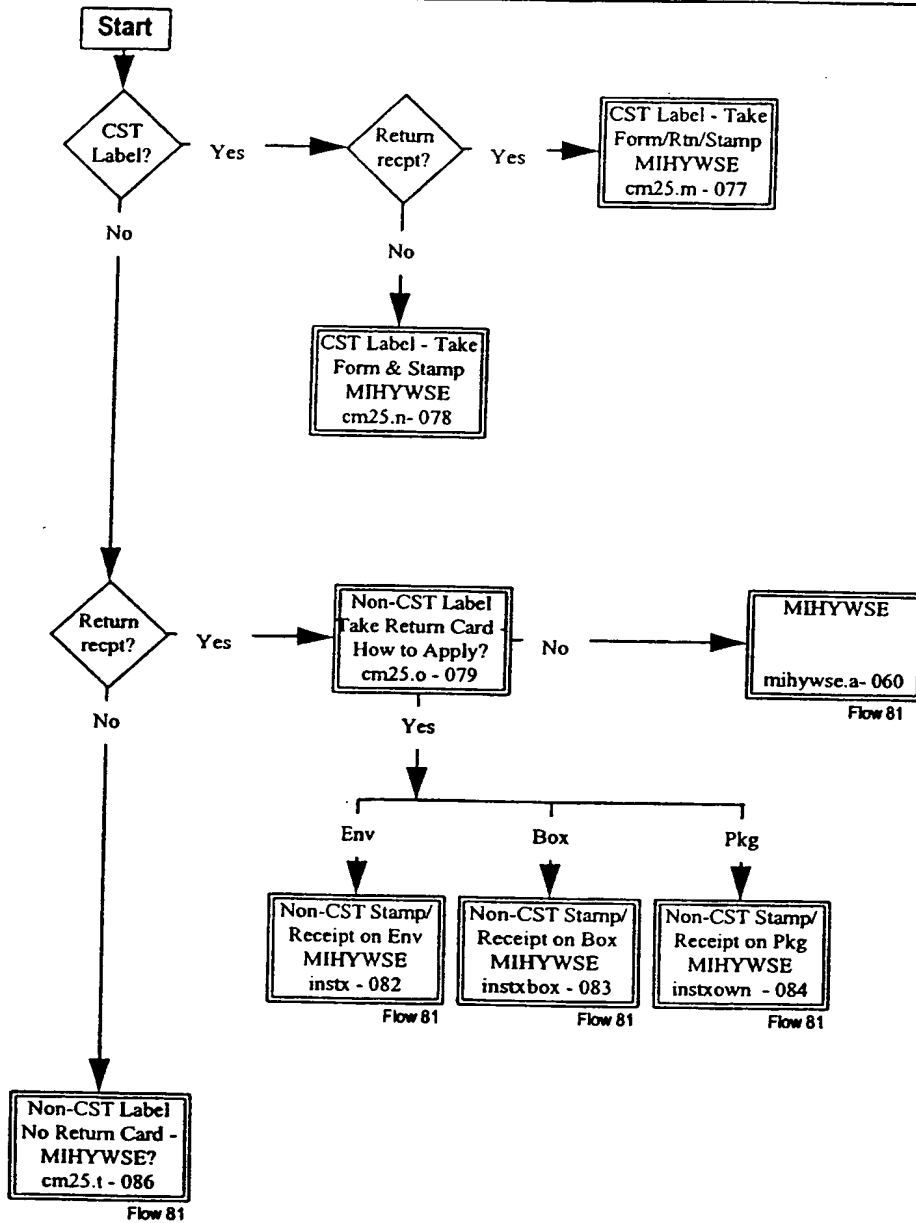 Start
CST
Label?
Yes
Return
recpt?
Yes
CST Label - Take
Form/Rtn/Stamp
MIHYWSE
cm25.m - 077
No
No
CST Label - Take
Form & Stamp
MIHYWSE
cm25.n- 078
Return
recpt?
Yes
Non-CST Label
Take Return Card -
How to Apply?
cm25.o - 079
No
MIHYWSE
mihywse.a- 060
Flow 81
No
Yes
Env
Box
Pkg
Non-CST Stamp/
Receipt on Env
MIHYWSE
instx - 082
Flow 81
Non-CST Stamp/
Receipt on Box
MIHYWSE
instxbox - 083
Flow 81
Non-CST Stamp/
Receipt on Pkg
MIHYWSE
instxown - 084
Flow 81
Non-CST Label
No Return Card -
MIHYWSE?
cm25.t - 086
Flow 81